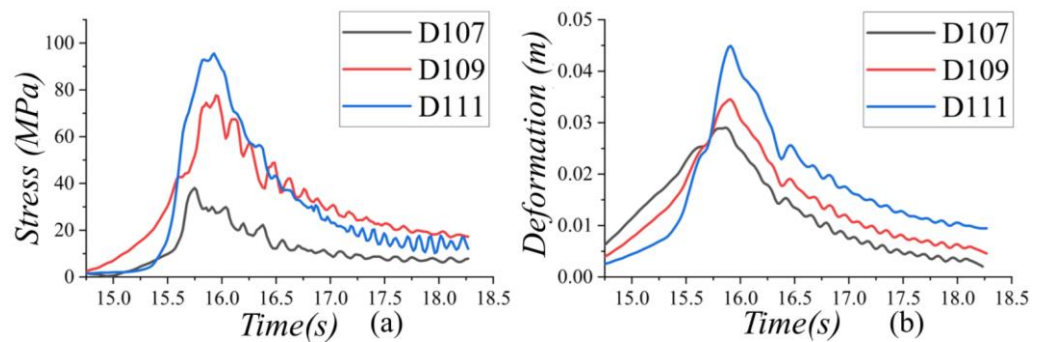 Stress (MPa)
100
80
60
40
20
0
15.0 15.5 16.0 16.5 17.0 17.5 18.0 18.5
Time(s) (a)
D107
D109
D111
Deformation (m)
0.05
0.04
0.03
0.02
0.01
0.00
15.0 15.5 16.0 16.5 17.0 17.5 18.0 18.5
Time(s) (b)
D107
D109
D111